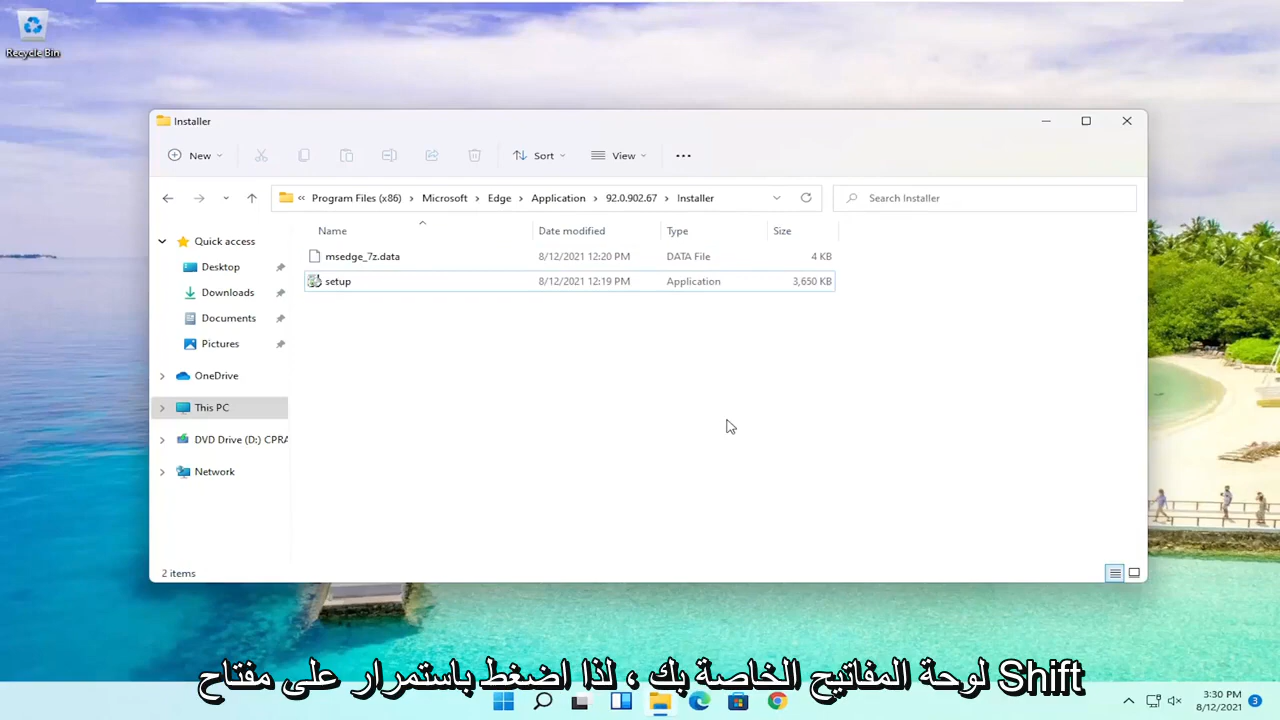 Recycle Bin
Installer
New
Sort
View
Program Files (x86) > Microsoft > Edge > Application > 92.0.902.67 > Installer
Search Installer
Name Date modified Type Size
msedge_7z.data 8/12/2021 12:20 PM DATA File 4 KB
setup 8/12/2021 12:19 PM Application 3,650 KB
Quick access
Desktop
Downloads
Documents
Pictures
OneDrive
This PC
DVD Drive (D:) CPRA
Network
2 items
لوحة المفاتيح الخاصة بك ، لذا اضغط باستمرار على مفتاح Shift
3:30 PM
8/12/2021
3